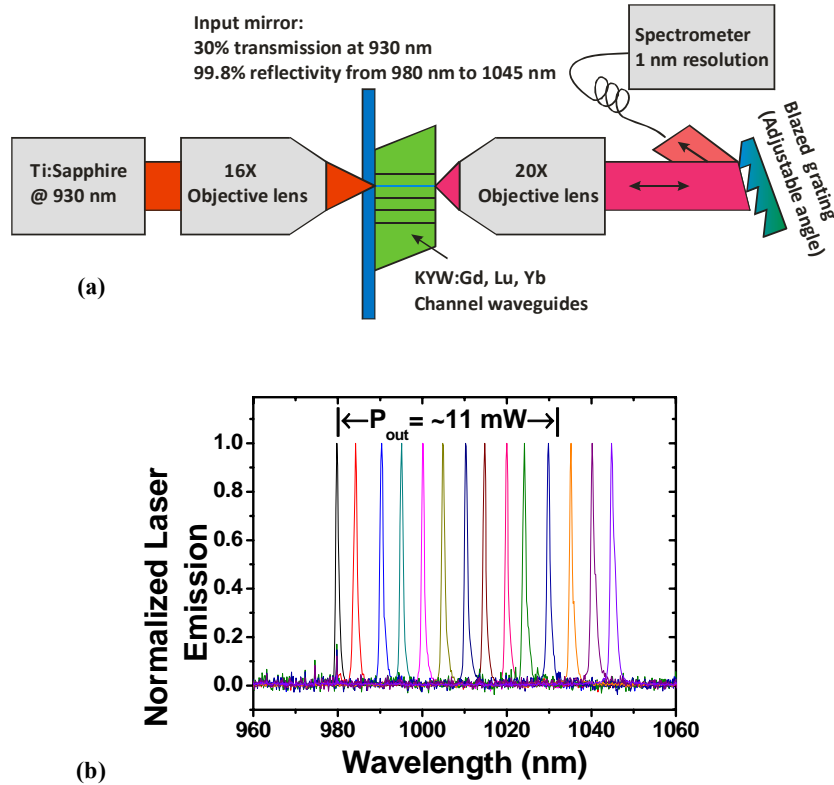 Input mirror:
30% transmission at 930 nm
99.8% reflectivity from 980 nm to 1045 nm
Spectrometer
1 nm resolution
Ti:Sapphire
@ 930 nm
16X
Objective lens
20X
Objective lens
Blazed grating
(Adjustable angle)
KYW:Gd, Lu, Yb
Channel waveguides
(a)
P out = ~11 mW
1.0
0.8
0.6
0.4
0.2
0.0
Normalized Laser
Emission
960 980 1000 1020 1040 1060
Wavelength (nm)
(b)